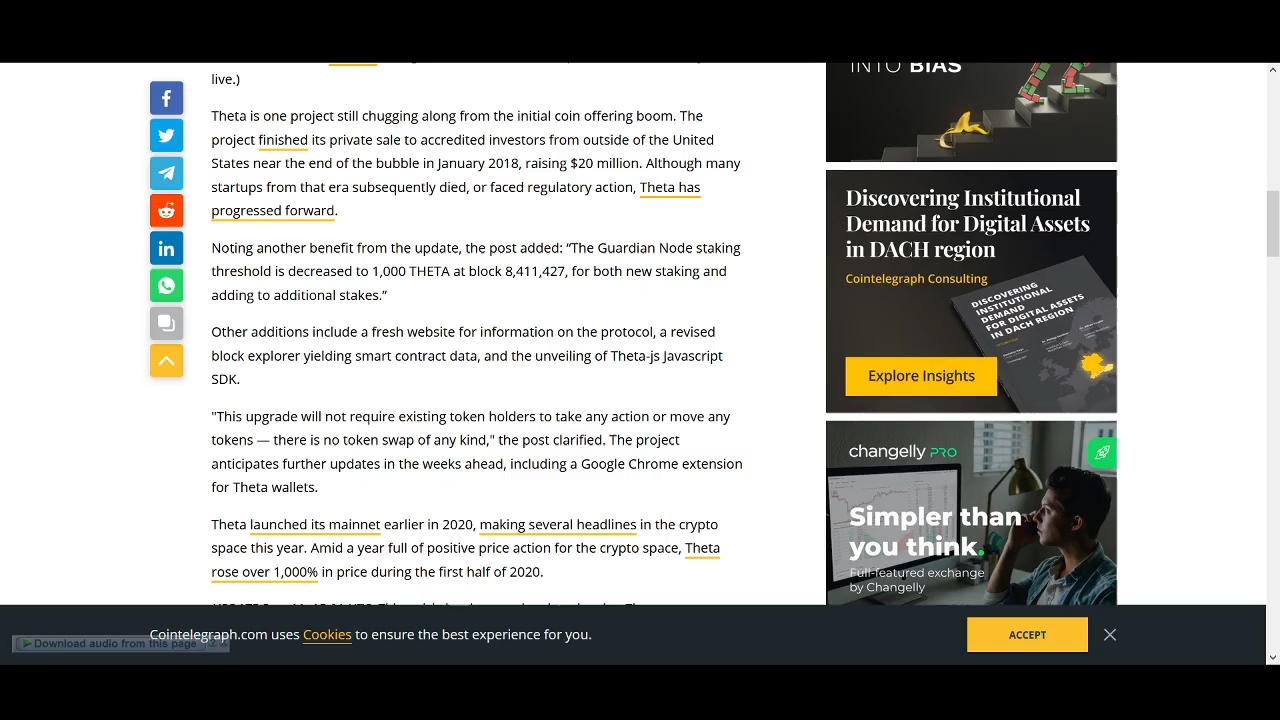 live.)
Theta is one project still chugging along from the initial coin offering boom. The
project finished its private sale to accredited investors from outside of the United
States near the end of the bubble in January 2018, raising $20 million. Although many
startups from that era subsequently died, or faced regulatory action, Theta has
progressed forward.
Noting another benefit from the update, the post added: “The Guardian Node staking
threshold is decreased to 1,000 THETA at block 8,411,427, for both new staking and
adding to additional stakes.”
Other additions include a fresh website for information on the protocol, a revised
block explorer yielding smart contract data, and the unveiling of Theta-js Javascript
SDK.
"This upgrade will not require existing token holders to take any action or move any
tokens — there is no token swap of any kind," the post clarified. The project
anticipates further updates in the weeks ahead, including a Google Chrome extension
for Theta wallets.
Theta launched its mainnet earlier in 2020, making several headlines in the crypto
space this year. Amid a year full of positive price action for the crypto space, Theta
rose over 1,000% in price during the first half of 2020.
INTO BIAS
Discovering Institutional
Demand for Digital Assets
in DACH region
Cointelegraph Consulting
DISCOVERING
INSTITUTIONAL
DEMAND
FOR DIGITAL ASSETS
IN DACH REGION
Explore Insights
changelly PRO
Simpler than
you think.
Full-featured exchange
by Changelly
Cointelegraph.com uses Cookies to ensure the best experience for you.
ACCEPT
Download audio from this page